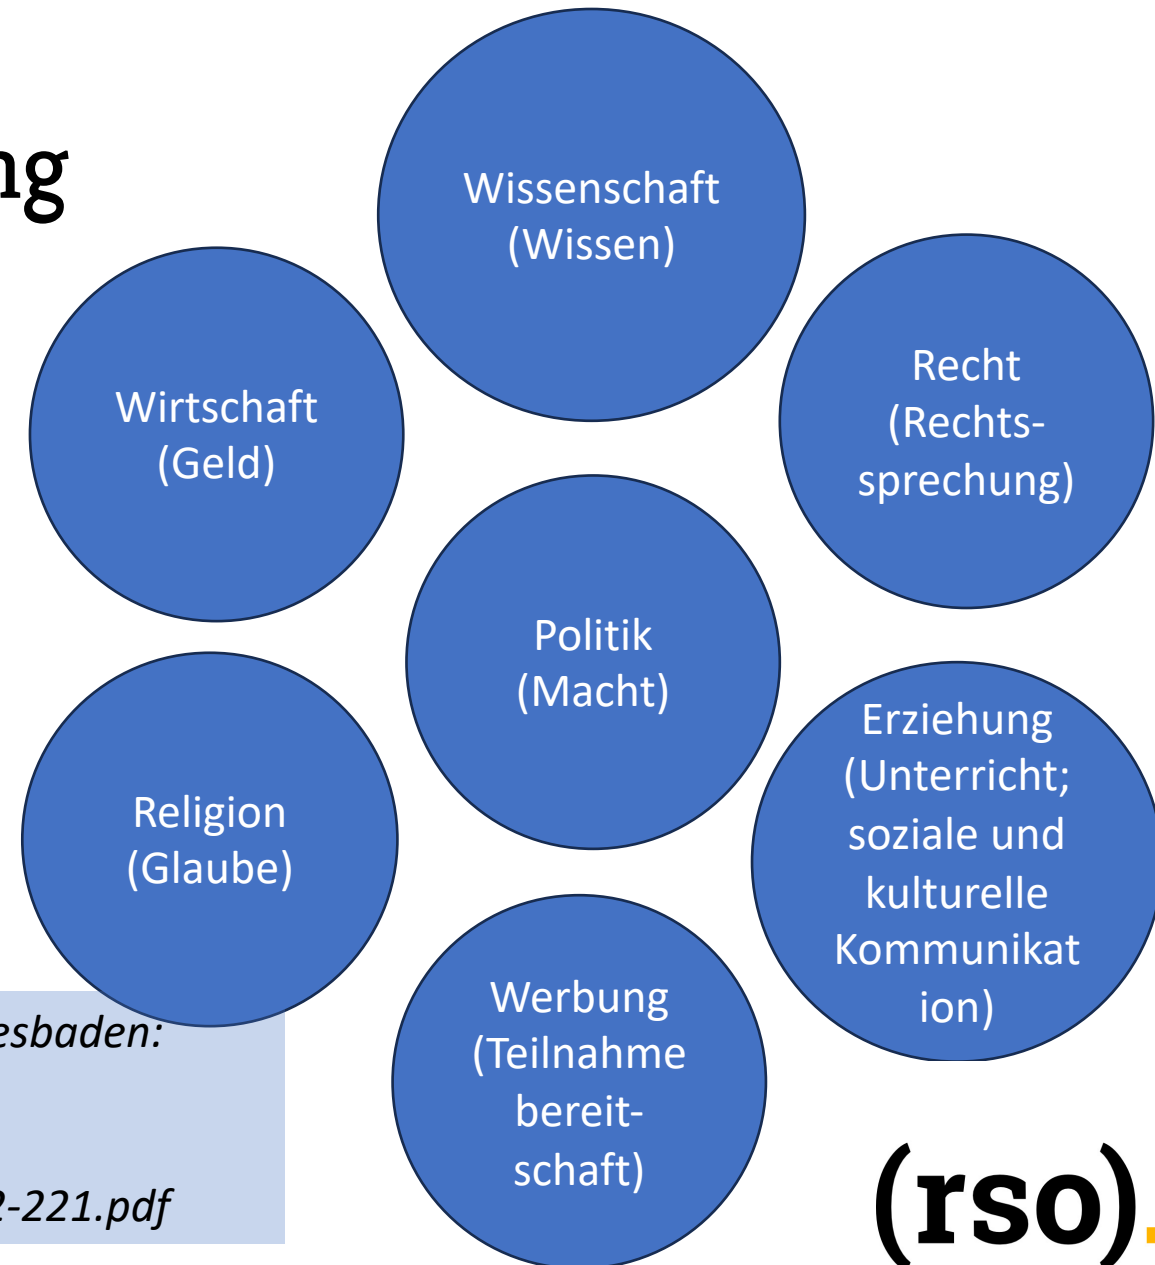 ng
Wissenschaft
(Wissen)
Wirtschaft
(Geld)
Recht
(Rechts-
sprechung)
Politik
(Macht)
Religion
(Glaube)
Erziehung
(Unterricht;
soziale und
kulturelle
Kommunikat
ion)
Werbung
(Teilnahme
bereit-
schaft)
esbaden:
2-221.pdf
(rso).